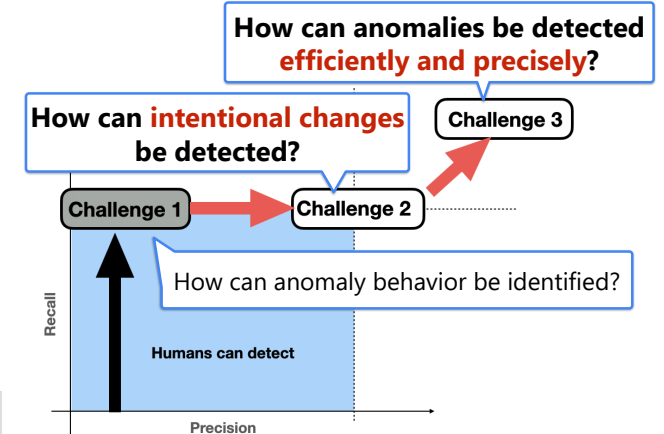 How can anomalies be detected
efficiently and precisely?
Challenge 3
How can intentional changes
be detected?
Challenge 1
Challenge 2
How can anomaly behavior be identified?
Recall
Humans can detect
Precision